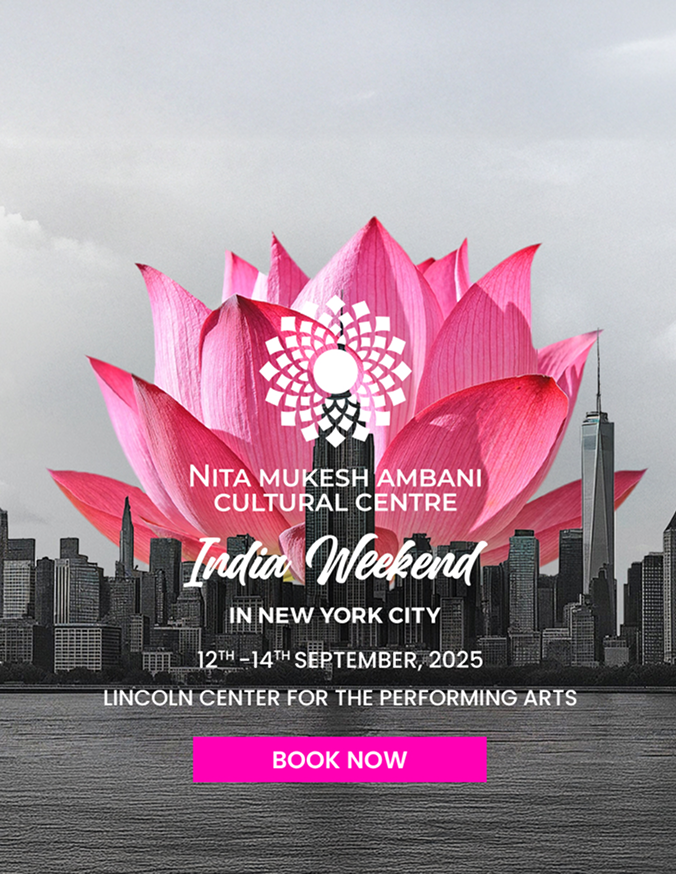 NITA MUKESH AMBANI
CULTURAL CENTRE
India Weekend
IN NEW YORK CITY
12TH –14TH SEPTEMBER, 2025
LINCOLN CENTER FOR THE PERFORMING ARTS
BOOK NOW